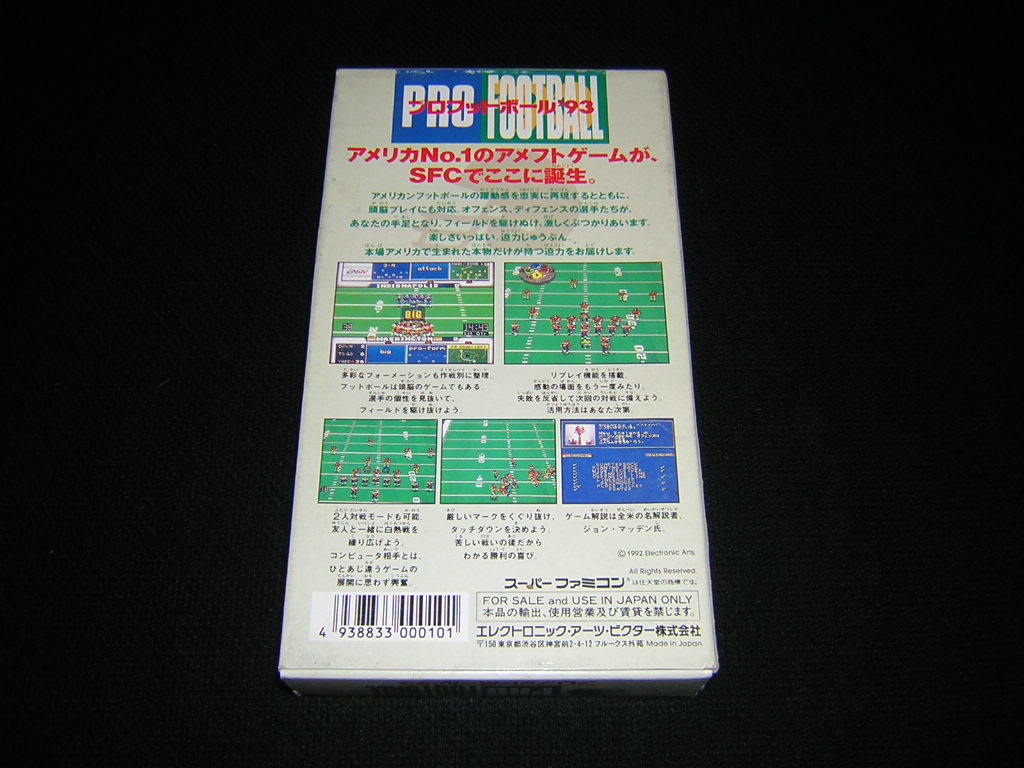 PRO FOOTBALL
プロフットボール'93
アメリカNo.1のアメフトゲームが、
SFCでここに誕生。
アメリカンフットボールの躍動感を忠実に再現するとともに、
頭脳プレイにも対応。オフェンス、ディフェンスの選手たちが、
あなたの手足となり、フィールドを駆けぬけ、激しくぶつかりあいます。
楽しさいっぱい、迫力じゅうぶん。
本場アメリカで生まれた本物だけが持つ迫力をお届けします。
3-4
attack
INDIANAPOLIS
BIG
WASHINGTON
big
pro-form
多彩なフォーメーションも作戦別に整理。
フットボールは頭脳のゲームでもある。
選手の個性を見抜いて、
フィールドを駆け抜けよう。
リプレイ機能を搭載。
感動の場面をもう一度みたり、
失敗を反省して次回の対戦に備えよう。
活用方法はあなた次第。
2人対戦モードも可能。
友人と一緒に白熱戦を
繰り広げよう。
コンピュータ相手とは、
ひとあじ違うゲームの
展開に思わず興奮。
厳しいマークをくぐり抜け、
タッチダウンを決めよう。
苦しい戦いの後だから
わかる勝利の喜び。
ゲーム解説は全米の名解説者、
ジョン・マッデン氏。
©1992 Electronic Arts.
All Rights Reserved.
スーパーファミコン®は任天堂の商標です。
FOR SALE and USE IN JAPAN ONLY
本品の輸出、使用営業及び賃貸を禁じます。
エレクトロニック・アーツ・ビクター株式会社
〒150 東京都渋谷区神宮前2-4-12 フルークス外苑 Made in Japan
4 938833 000101